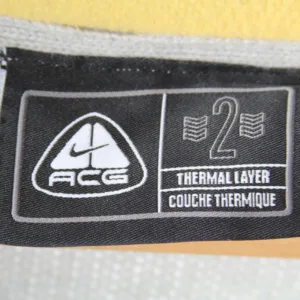 ACG
2
THERMAL LAYER
COUCHE THERMIQUE